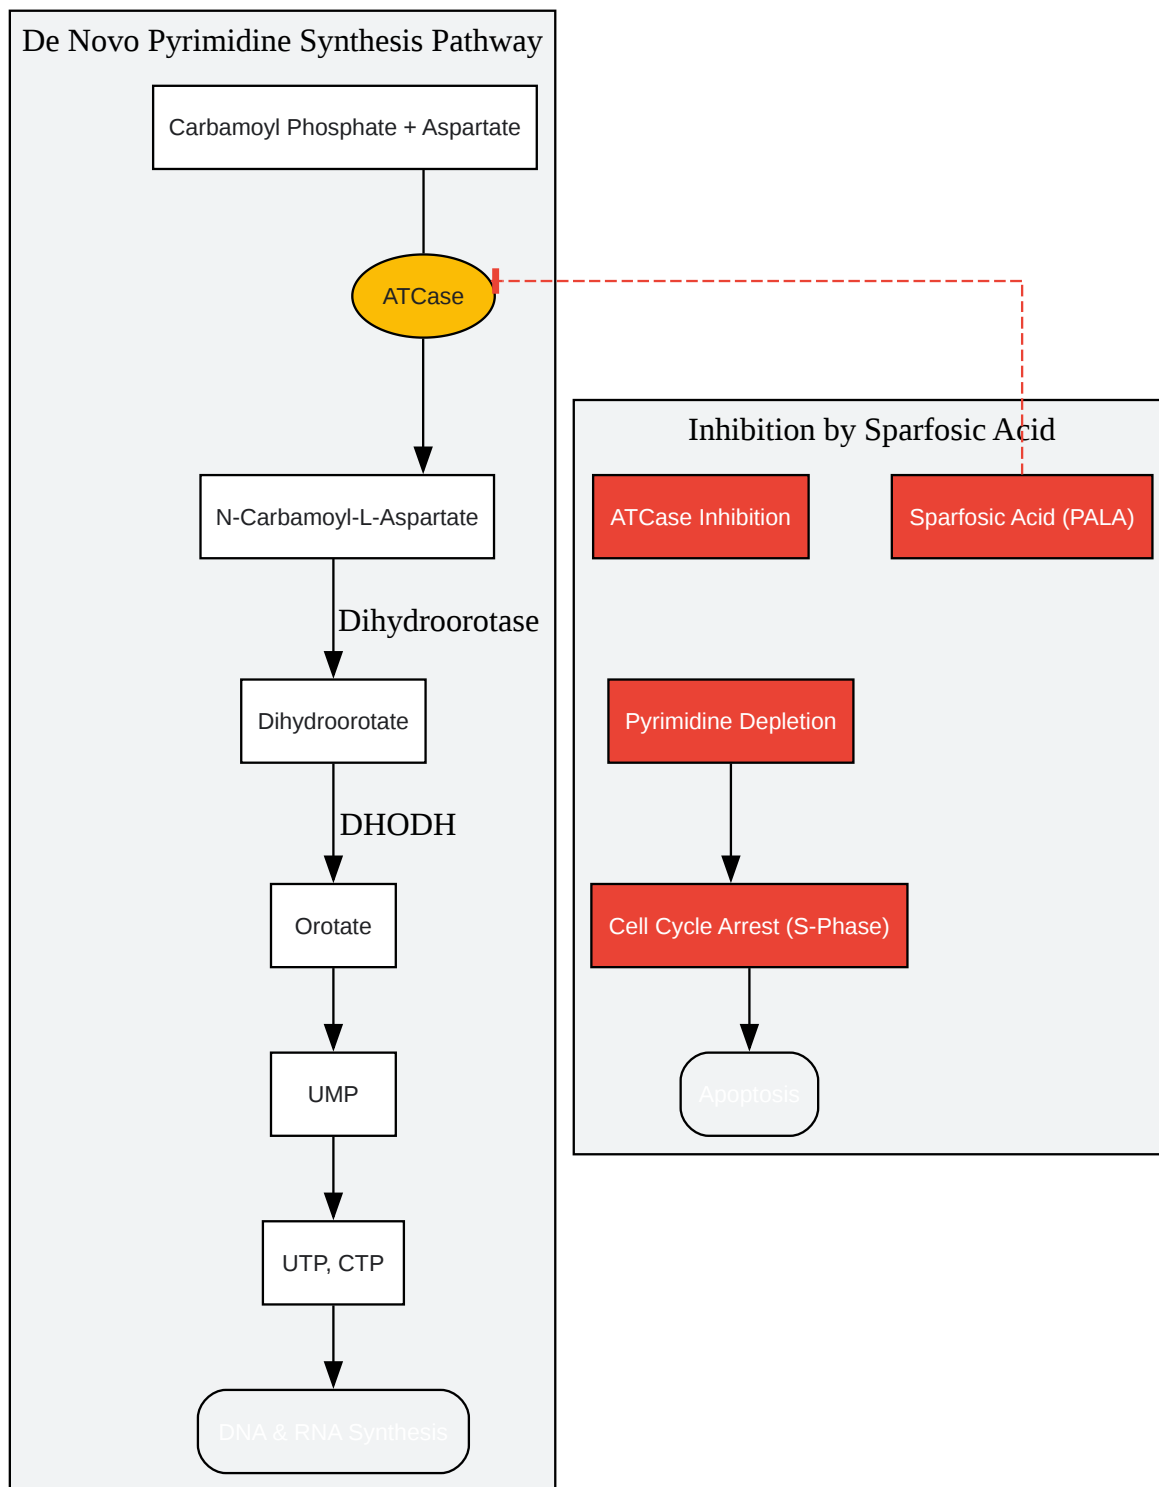 De Novo Pyrimidine Synthesis Pathway
Carbamoyl Phosphate + Aspartate
ATCase
N-Carbamoyl-L-Aspartate
Dihydroorotase
Dihydroorotate
DHODH
Orotate
UMP
UTP, CTP
DNA & RNA Synthesis
Inhibition by Sparfosic Acid
ATCase Inhibition
Sparfosic Acid (PALA)
Pyrimidine Depletion
Cell Cycle Arrest (S-Phase)
Apoptosis